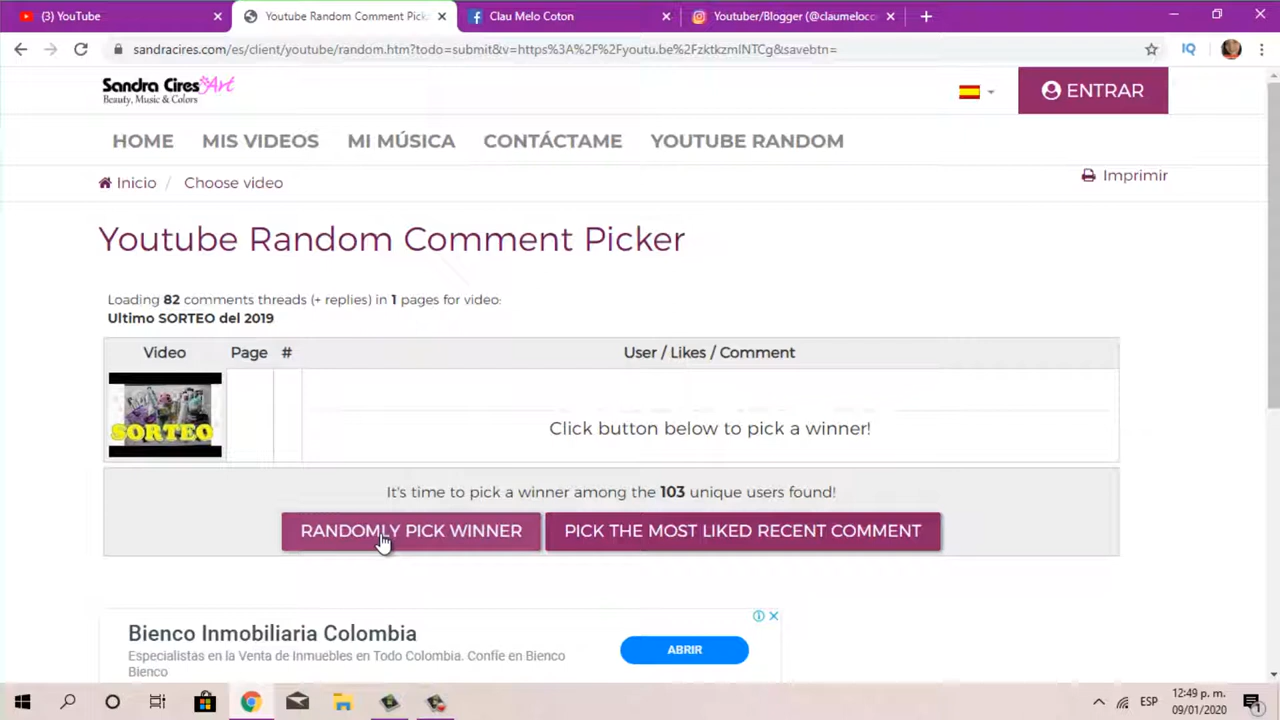 (3) YouTube
Youtube Random Comment Picke
Clau Melo Coton
Youtuber/Blogger (@claumeloco
sandracires.com/es/client/youtube/random.htm?todo=submit&v=https%3A%2F%2Fyoutu.be%2FzktkzmlNTCg&savebtn=
IQ
Sandra Cires Art
Beauty, Music & Colors
ENTRAR
HOME MIS VIDEOS MI MÚSICA CONTÁCTAME YOUTUBE RANDOM
Inicio / Choose video
Imprimir
Youtube Random Comment Picker
Loading 82 comments threads (+ replies) in 1 pages for video:
Ultimo SORTEO del 2019
Video Page # User / Likes / Comment
SORTEO
Click button below to pick a winner!
It's time to pick a winner among the 103 unique users found!
RANDOMLY PICK WINNER PICK THE MOST LIKED RECENT COMMENT
Bienco Inmobiliaria Colombia
Especialistas en la Venta de Inmuebles en Todo Colombia. Confíe en Bienco
Bienco
ABRIR
ESP
12:49 p. m.
09/01/2020
1